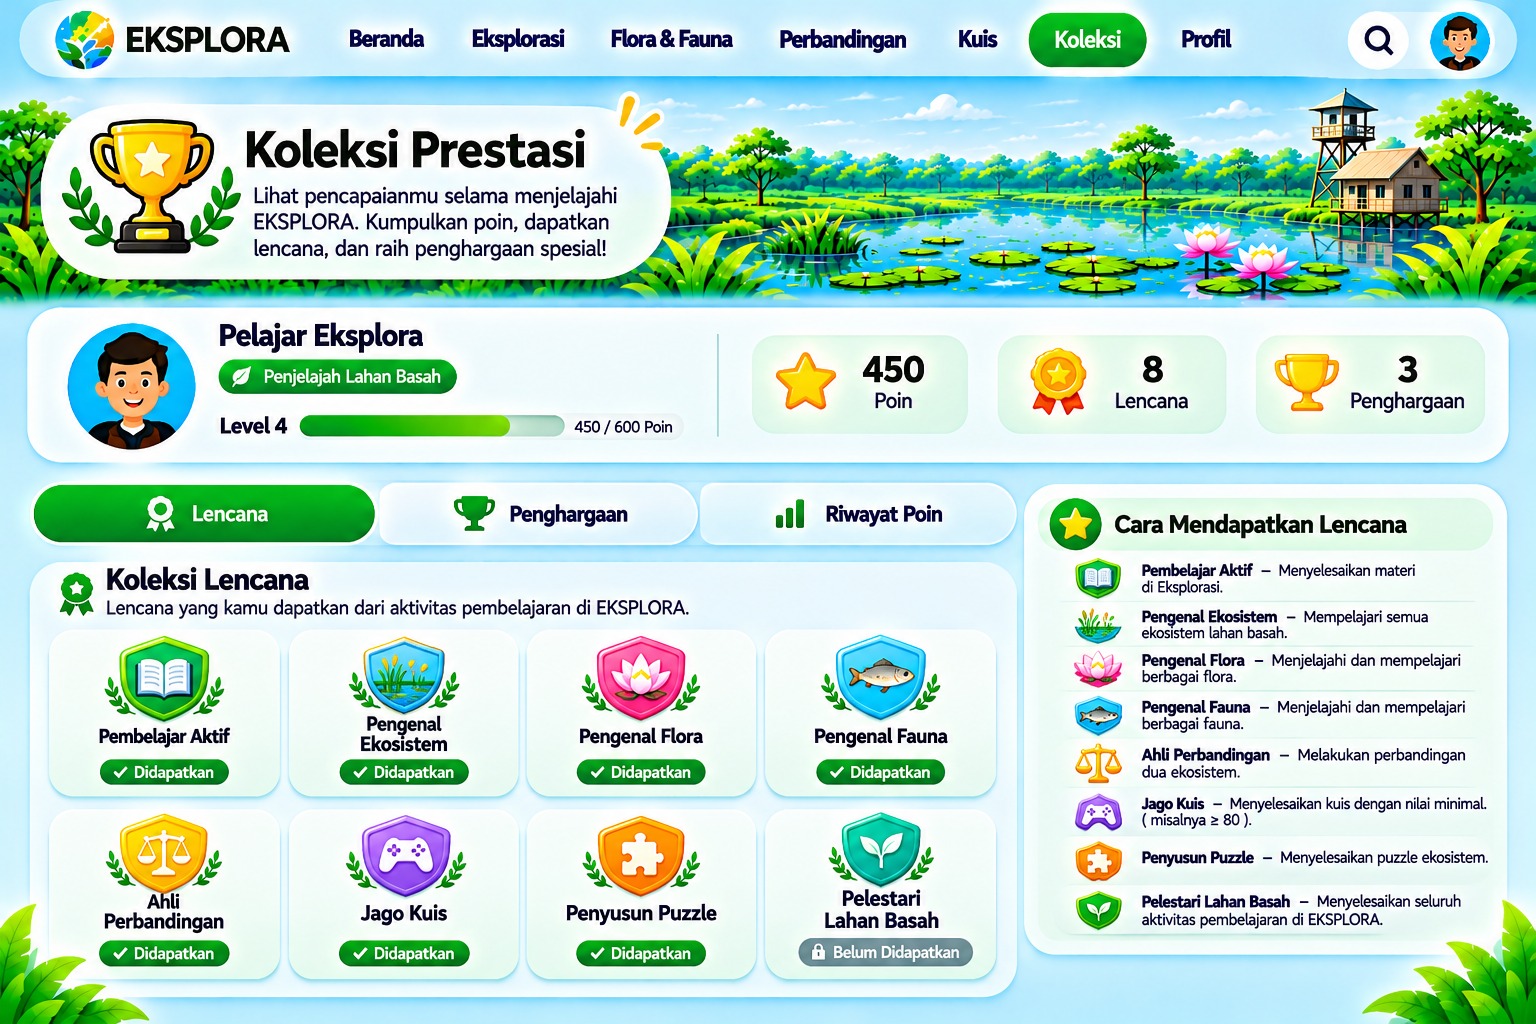 EKSPLORA
Beranda
Eksplorasi
Flora & Fauna
Perbandingan
Kuis
Koleksi
Profil
Koleksi Prestasi
Lihat pencapaianmu selama menjelajahi
EKSPLORA. Kumpulkan poin, dapatkan
lencana, dan raih penghargaan spesial!
Pelajar Eksplora
Penjelajah Lahan Basah
Level 4
450 / 600 Poin
450
Poin
8
Lencana
3
Penghargaan
Lencana
Penghargaan
Riwayat Poin
Koleksi Lencana
Lencana yang kamu dapatkan dari aktivitas pembelajaran di EKSPLORA.
Pembelajar Aktif
Didapatkan
Pengenal
Ekosistem
Didapatkan
Pengenal Flora
Didapatkan
Pengenal Fauna
Didapatkan
Ahli
Perbandingan
Didapatkan
Jago Kuis
Didapatkan
Penyusun Puzzle
Didapatkan
Pelestari
Lahan Basah
Belum Didapatkan
Cara Mendapatkan Lencana
Pembelajar Aktif – Menyelesaikan materi
di Eksplorasi.
Pengenal Ekosistem – Mempelajari semua
ekosistem lahan basah.
Pengenal Flora – Menjelajahi dan mempelajari
berbagai flora.
Pengenal Fauna – Menjelajahi dan mempelajari
berbagai fauna.
Ahli Perbandingan – Melakukan perbandingan
dua ekosistem.
Jago Kuis – Menyelesaikan kuis dengan nilai minimal.
( misalnya ≥ 80 ).
Penyusun Puzzle – Menyelesaikan puzzle ekosistem.
Pelestari Lahan Basah – Menyelesaikan seluruh
aktivitas pembelajaran di EKSPLORA.